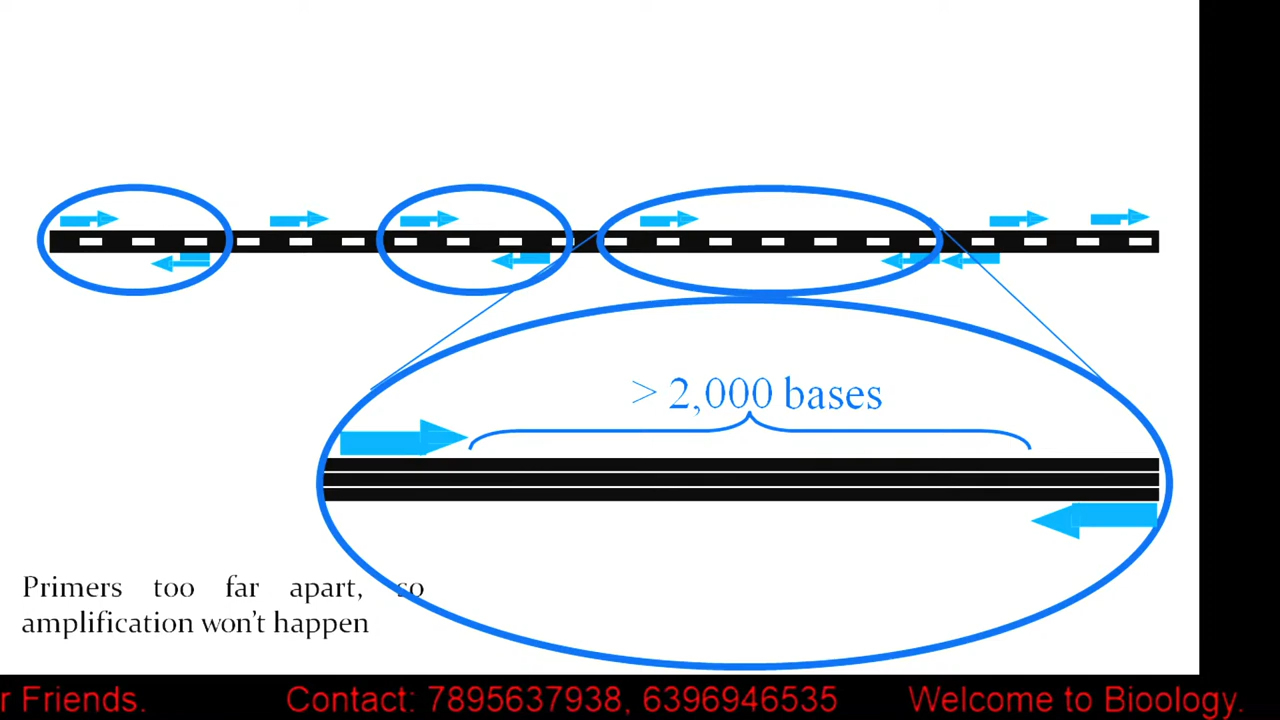 > 2,000 bases
Primers too far apart, so
amplification won't happen
r Friends. Contact: 7895637938, 6396946535 Welcome to Bioology.